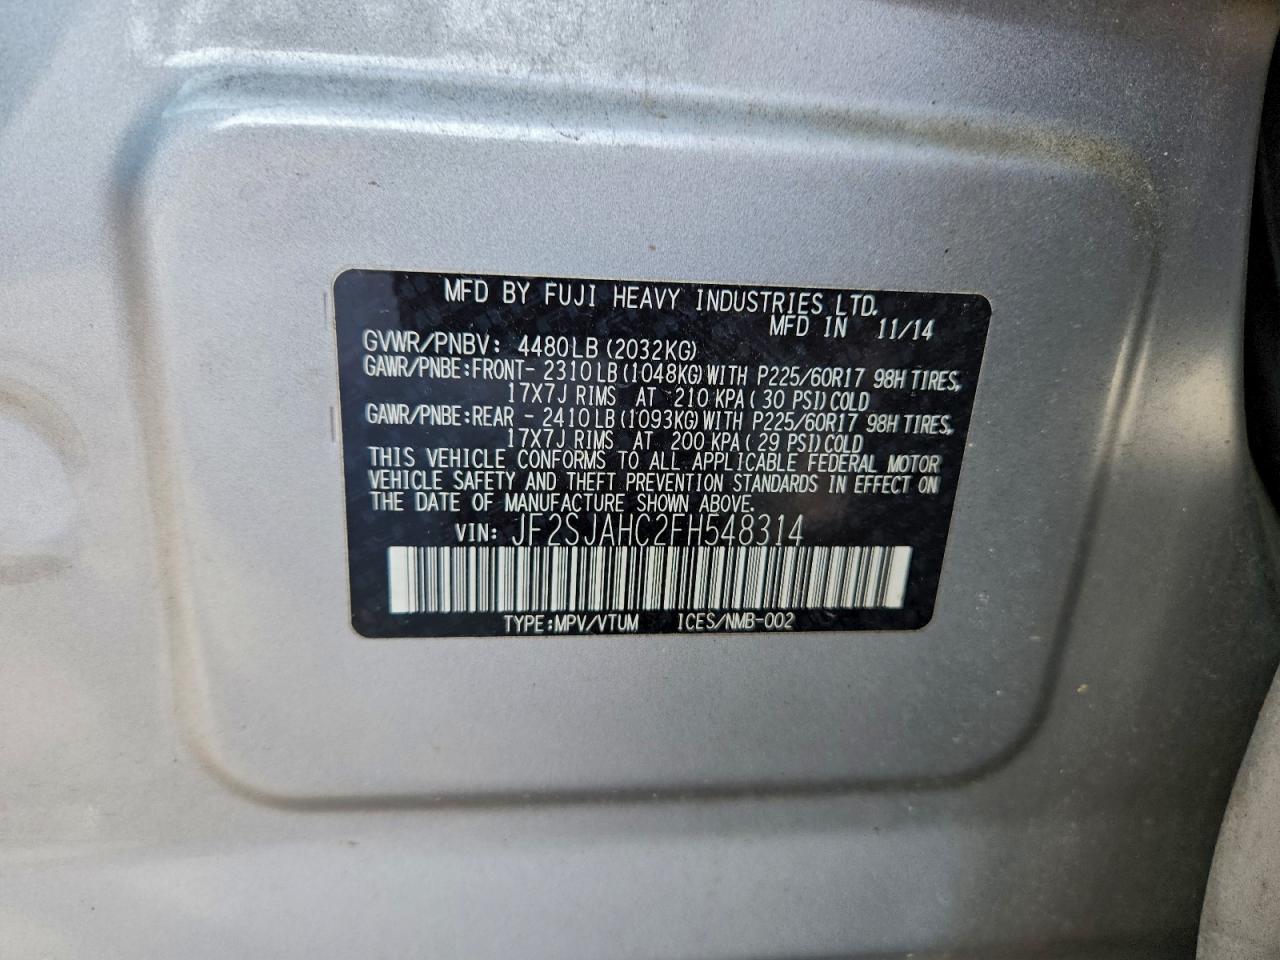 MFD BY FUJI HEAVY INDUSTRIES LTD.
MFD IN 11/14
GVWR/PNBV: 4480LB (2032KG)
GAWR/PNBE:FRONT- 2310LB(1048KG)WITH P225/60R17 98H TIRES,
17X7J RIMS AT 210 KPA(30 PSI)COLD
GAWR/PNBE:REAR - 2410LB(1093KG)WITH P225/60R17 98H TIRES,
17X7J RIMS AT 200 KPA(29 PSI)COLD
THIS VEHICLE CONFORMS TO ALL APPLICABLE FEDERAL MOTOR
VEHICLE SAFETY AND THEFT PREVENTION STANDARDS IN EFFECT ON
THE DATE OF MANUFACTURE SHOWN ABOVE.
VIN: JF2SJAHC2FH548314
TYPE:MPV/VTUM ICES/NMB-002